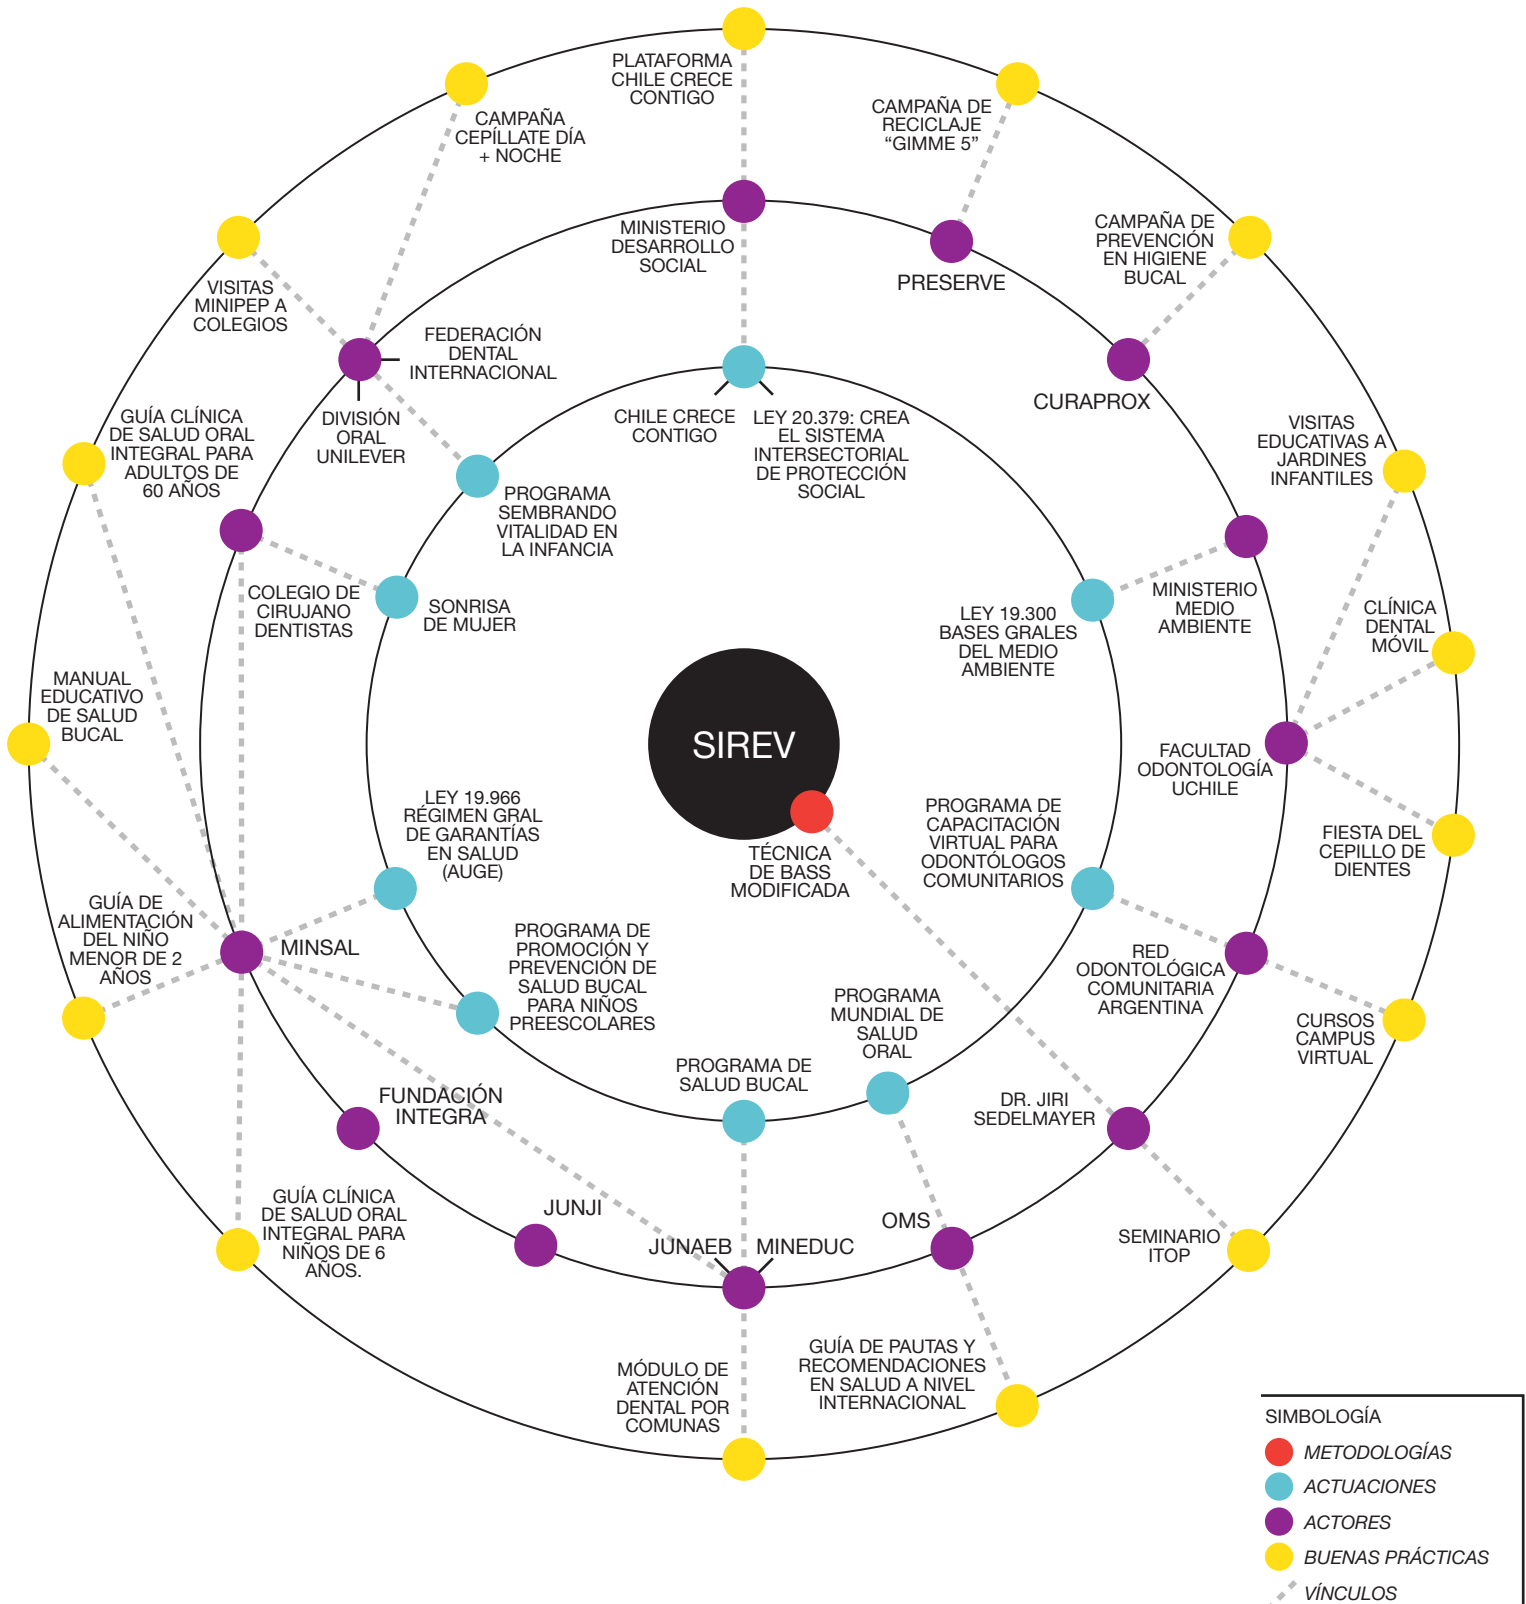 PLATAFORMA
CHILE CRECE
CONTIGO
CAMPAÑA DE
RECICLAJE
“GIMME 5”
CAMPAÑA
CEPÍLLATE DÍA
+ NOCHE
CAMPAÑA DE
PREVENCIÓN
EN HIGIENE
BUCAL
MINISTERIO
DESARROLLO
SOCIAL
PRESERVE
VISITAS
MINIPEP A
COLEGIOS
FEDERACIÓN
DENTAL
INTERNACIONAL
DIVISIÓN
ORAL
UNILEVER
CURAPROX
CHILE CRECE
CONTIGO
LEY 20.379: CREA
EL SISTEMA
INTERSECTORIAL
DE PROTECCIÓN
SOCIAL
GUÍA CLÍNICA
DE SALUD ORAL
INTEGRAL PARA
ADULTOS DE
60 AÑOS
VISITAS
EDUCATIVAS A
JARDINES
INFANTILES
PROGRAMA
SEMBRANDO
VITALIDAD EN
LA INFANCIA
COLEGIO DE
CIRUJANO
DENTISTAS
SONRISA
DE MUJER
LEY 19.300
BASES GRALES
DEL MEDIO
AMBIENTE
MINISTERIO
MEDIO
AMBIENTE
CLÍNICA
DENTAL
MÓVIL
MANUAL
EDUCATIVO
DE SALUD
BUCAL
SIREV
FACULTAD
ODONTOLOGÍA
UCHILE
LEY 19.966
RÉGIMEN GRAL
DE GARANTÍAS
EN SALUD
(AUGE)
TÉCNICA
DE BASS
MODIFICADA
PROGRAMA DE
CAPACITACIÓN
VIRTUAL PARA
ODONTÓLOGOS
COMUNITARIOS
FIESTA DEL
CEPILLO DE
DIENTES
GUÍA DE
ALIMENTACIÓN
DEL NIÑO
MENOR DE 2
AÑOS
MINSAL
PROGRAMA DE
PROMOCIÓN Y
PREVENCIÓN DE
SALUD BUCAL
PARA NIÑOS
PREESCOLARES
RED
ODONTOLÓGICA
COMUNITARIA
ARGENTINA
PROGRAMA
MUNDIAL DE
SALUD
ORAL
CURSOS
CAMPUS
VIRTUAL
PROGRAMA DE
SALUD BUCAL
FUNDACIÓN
INTEGRA
DR. JIRI
SEDELMAYER
GUÍA CLÍNICA
DE SALUD ORAL
INTEGRAL PARA
NIÑOS DE 6
AÑOS.
JUNJI
JUNAEB
MINEDUC
OMS
SEMINARIO
ITOP
MÓDULO DE
ATENCIÓN
DENTAL POR
COMUNAS
GUÍA DE PAUTAS Y
RECOMENDACIONES
EN SALUD A NIVEL
INTERNACIONAL
SIMBOLOGÍA
METODOLOGÍAS
ACTUACIONES
ACTORES
BUENAS PRÁCTICAS
VÍNCULOS